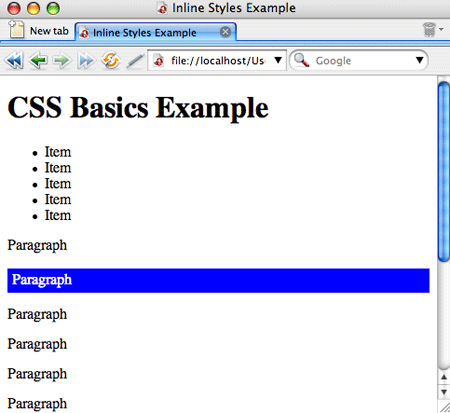 Inline Styles Example
New tab
Inline Styles Example
file://localhost/Us
Google
CSS Basics Example
Item
Item
Item
Item
Item
Paragraph
Paragraph
Paragraph
Paragraph
Paragraph
Paragraph